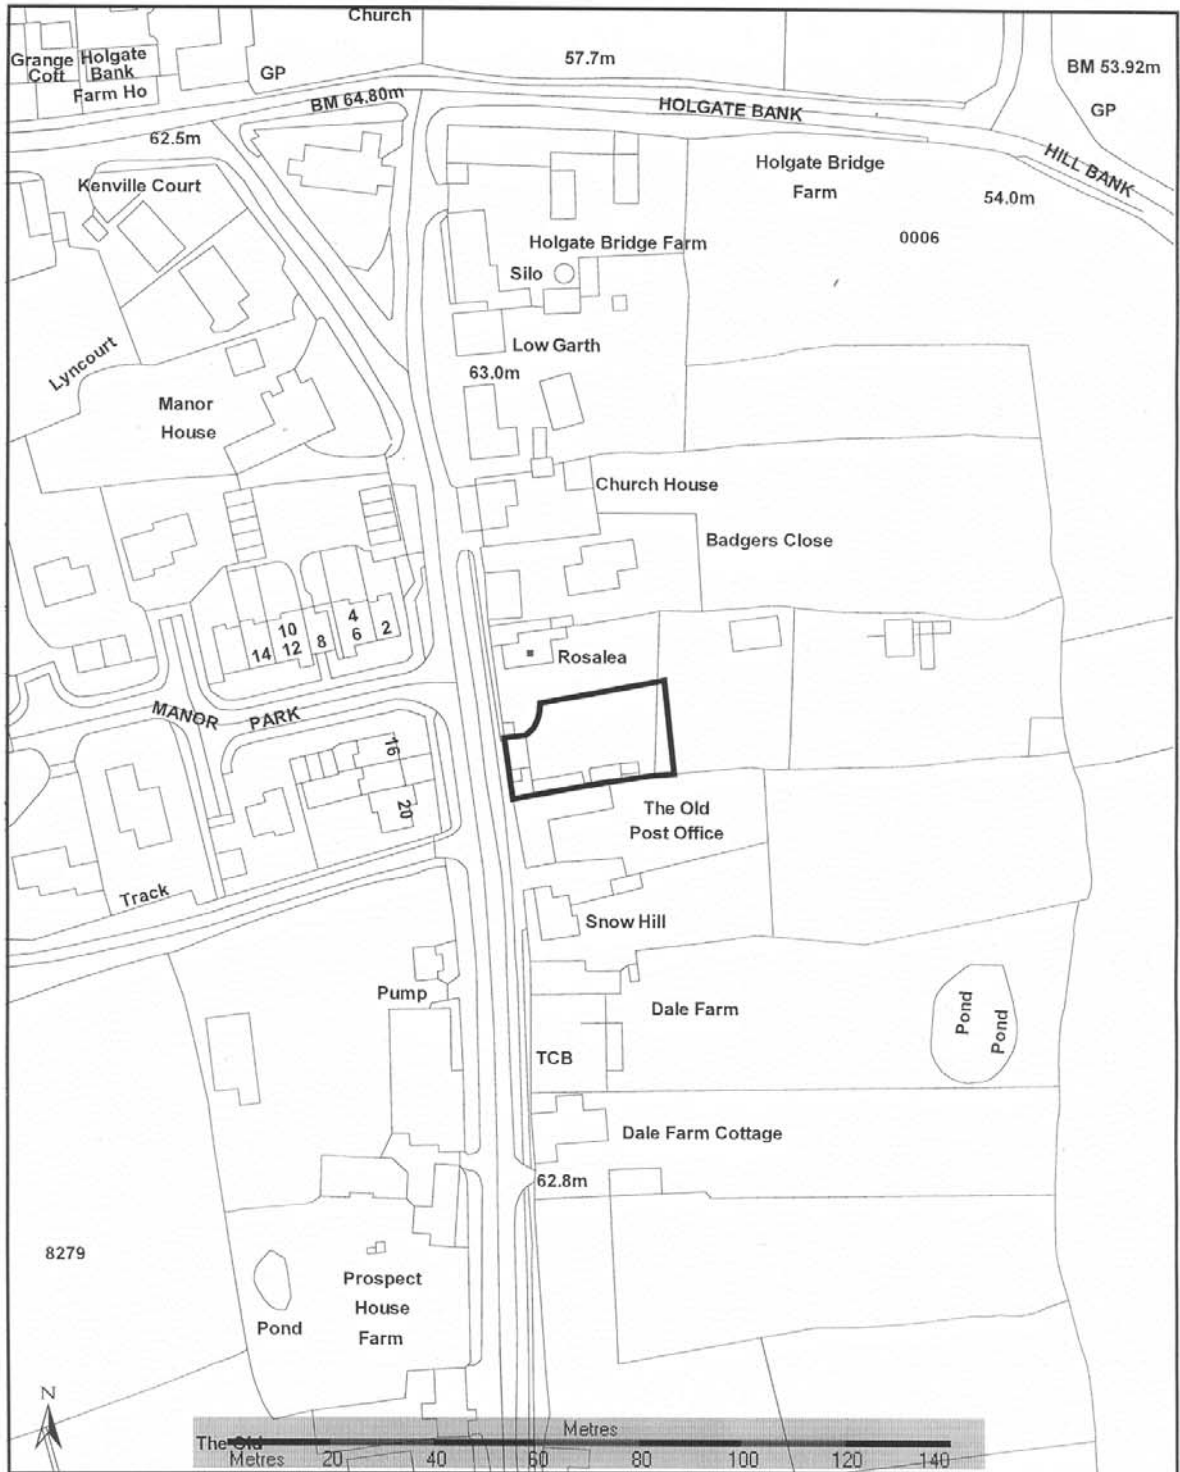 Church
57.7m
BM 53.92m
Grange
Cott
Holgate
Bank
Farm Ho
GP
BM 64.80m
HOLGATE BANK
GP
62.5m
HILL BANK
Kenville Court
Holgate Bridge
Farm
54.0m
0006
Holgate Bridge Farm
Silo
Low Garth
63.0m
Lyncourt
Manor
House
Church House
Badgers Close
14
10
12
8
4
6
2
Rosalea
MANOR PARK
16
20
The Old
Post Office
Track
Snow Hill
Pump
Dale Farm
Pond
Pond
TCB
Dale Farm Cottage
62.8m
8279
Prospect
House
Farm
Pond
N
Metres
The Old
Metres 20 40 60 80 100 120 140